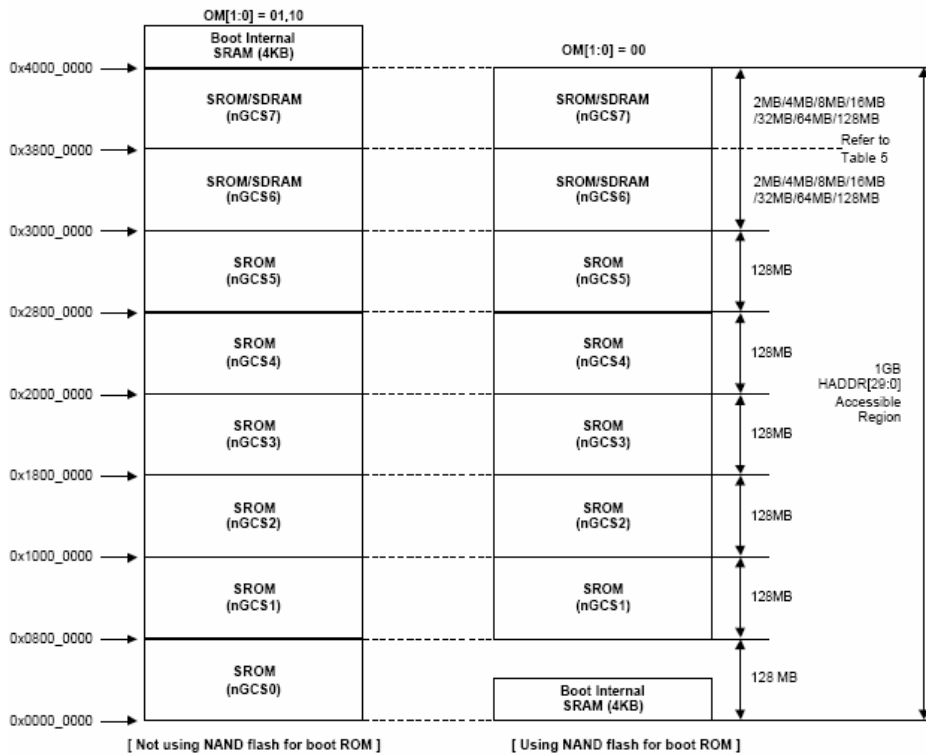 OM[1:0] = 01,10
Boot Internal
SRAM (4KB)
OM[1:0] = 00
0x4000_0000
SROM/SDRAM
(nGCS7)
SROM/SDRAM
(nGCS7)
2MB/4MB/8MB/16MB
/32MB/64MB/128MB
0x3800_0000
Refer to
Table 5
SROM/SDRAM
(nGCS6)
SROM/SDRAM
(nGCS6)
2MB/4MB/8MB/16MB
/32MB/64MB/128MB
0x3000_0000
SROM
(nGCS5)
SROM
(nGCS5)
128MB
0x2800_0000
SROM
(nGCS4)
SROM
(nGCS4)
128MB
1GB
HADDR[29:0]
Accessible
Region
0x2000_0000
SROM
(nGCS3)
SROM
(nGCS3)
128MB
0x1800_0000
SROM
(nGCS2)
SROM
(nGCS2)
128MB
0x1000_0000
SROM
(nGCS1)
SROM
(nGCS1)
128MB
0x0800_0000
SROM
(nGCS0)
128 MB
Boot Internal
SRAM (4KB)
0x0000_0000
[ Not using NAND flash for boot ROM ]
[ Using NAND flash for boot ROM ]